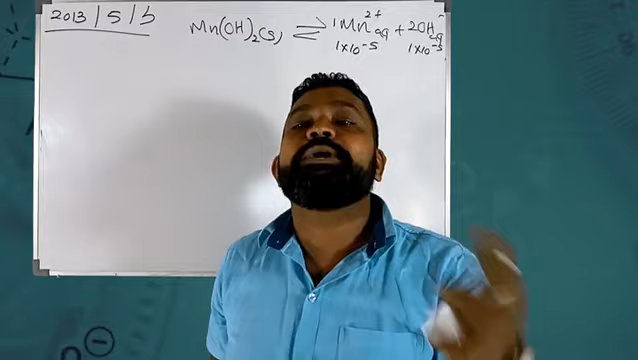 2013 / 5 / b
Mn(OH)₂(s) ⇌ 1Mn²⁺aq + 2OH⁻aq
1×10⁻⁵ 1×10⁻⁵